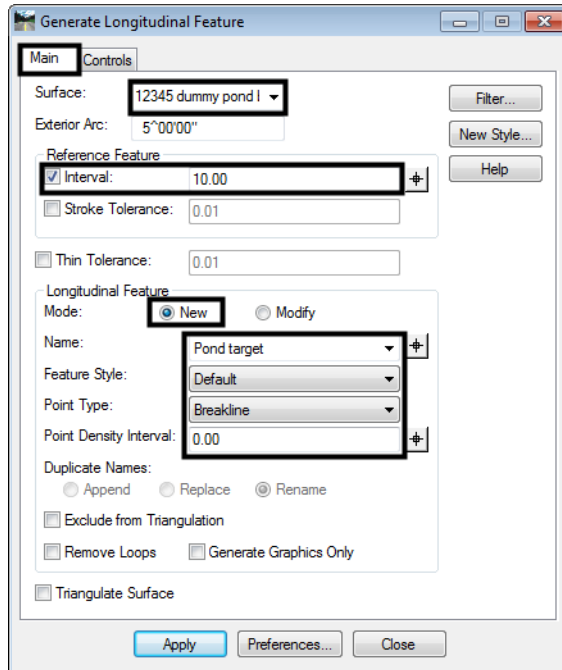 Generate Longitudinal Feature
Main Controls
Surface: 12345 dummy pond l
Filter...
Exterior Arc: 5^00'00"
New Style...
Reference Feature
Help
Interval: 10.00
Stroke Tolerance: 0.01
Thin Tolerance: 0.01
Longitudinal Feature
Mode: New Modify
Name: Pond target
Feature Style: Default
Point Type: Breakline
Point Density Interval: 0.00
Duplicate Names:
Append Replace Rename
Exclude from Triangulation
Remove Loops Generate Graphics Only
Triangulate Surface
Apply Preferences... Close